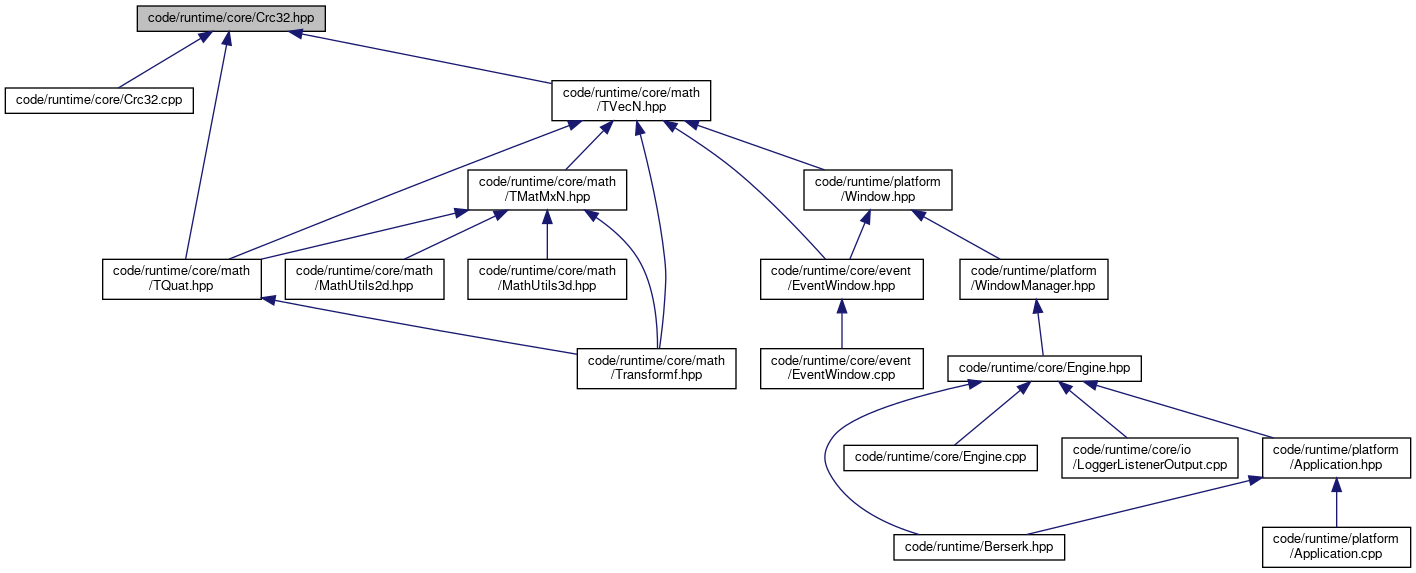 code/runtime/core/Crc32.hpp
code/runtime/core/Crc32.cpp
code/runtime/core/math
/TVecN.hpp
code/runtime/core/math
/TMatMxN.hpp
code/runtime/platform
/Window.hpp
code/runtime/core/math
/TQuat.hpp
code/runtime/core/math
/MathUtils2d.hpp
code/runtime/core/math
/MathUtils3d.hpp
code/runtime/core/event
/EventWindow.hpp
code/runtime/platform
/WindowManager.hpp
code/runtime/core/math
/Transformf.hpp
code/runtime/core/event
/EventWindow.cpp
code/runtime/core/Engine.hpp
code/runtime/core/Engine.cpp
code/runtime/core/io
/LoggerListenerOutput.cpp
code/runtime/platform
/Application.hpp
code/runtime/Berserk.hpp
code/runtime/platform
/Application.cpp